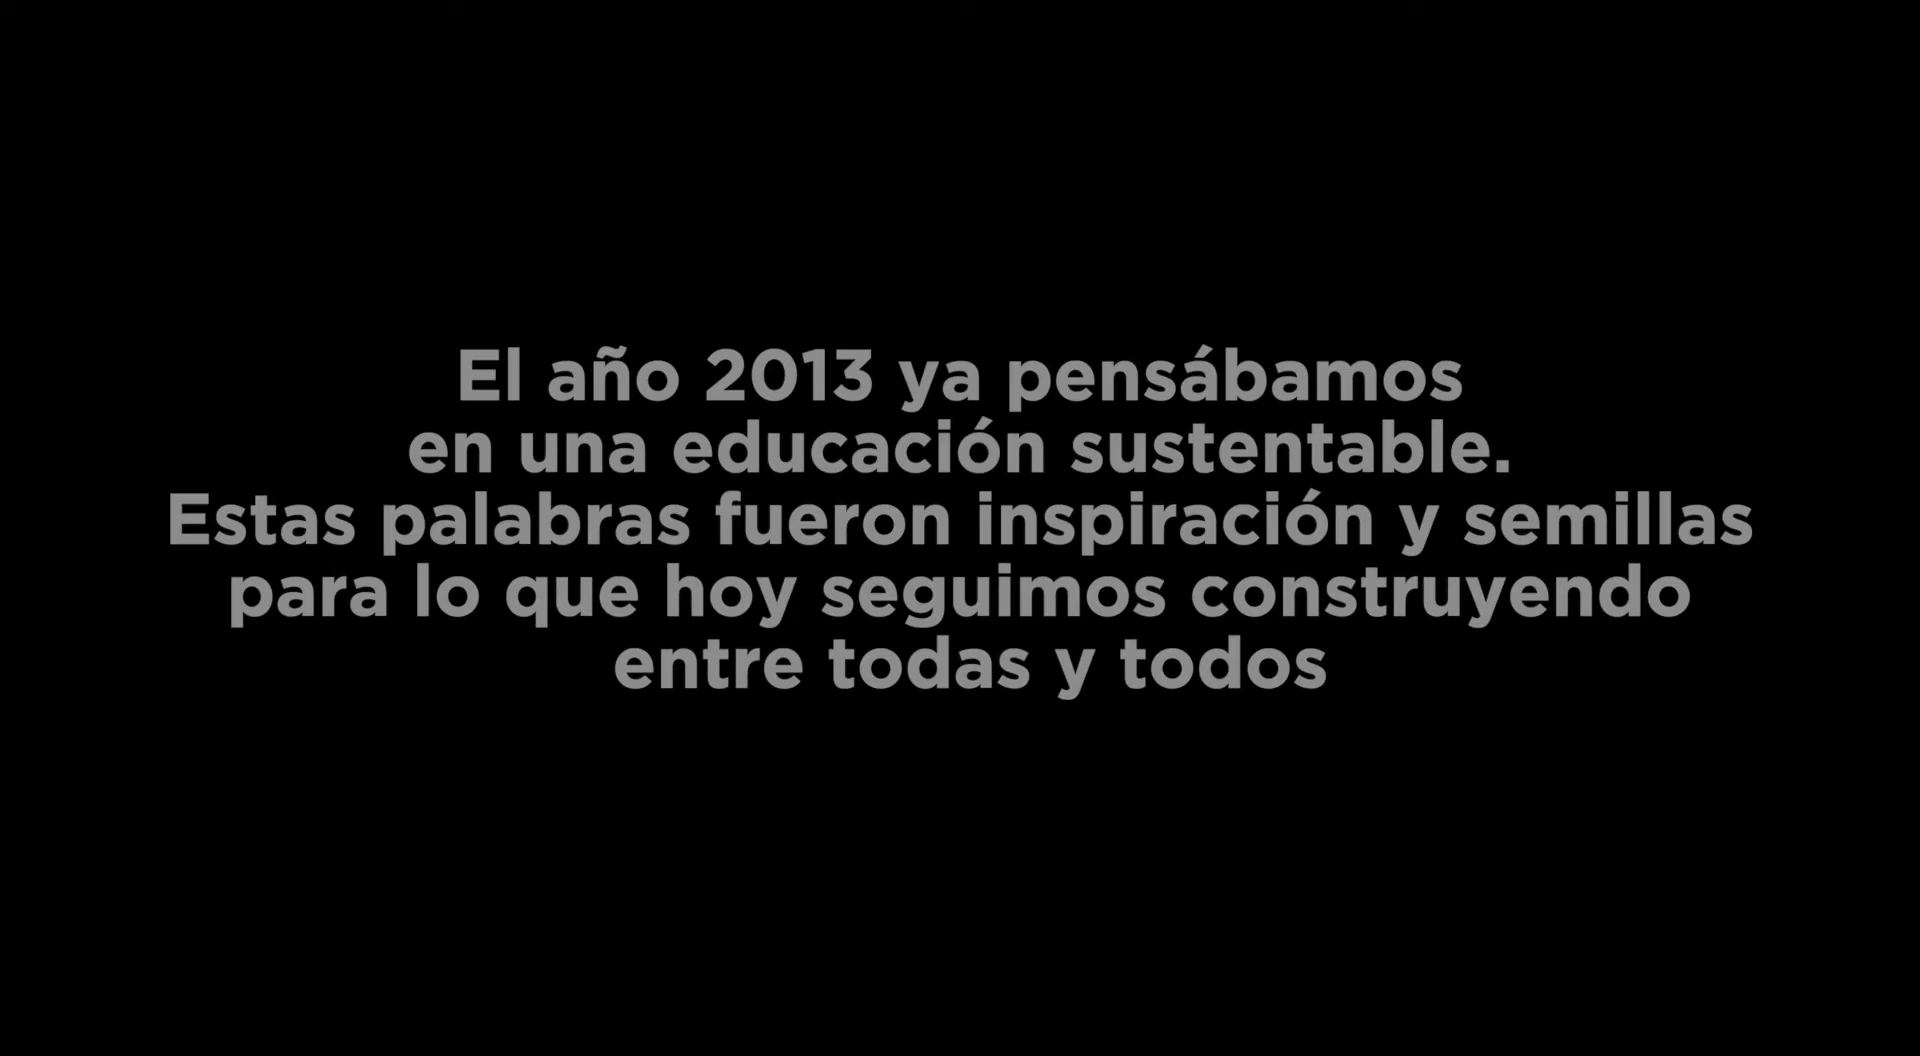 El año 2013 ya pensábamos
en una educación sustentable.
Estas palabras fueron inspiración y semillas
para lo que hoy seguimos construyendo
entre todas y todos